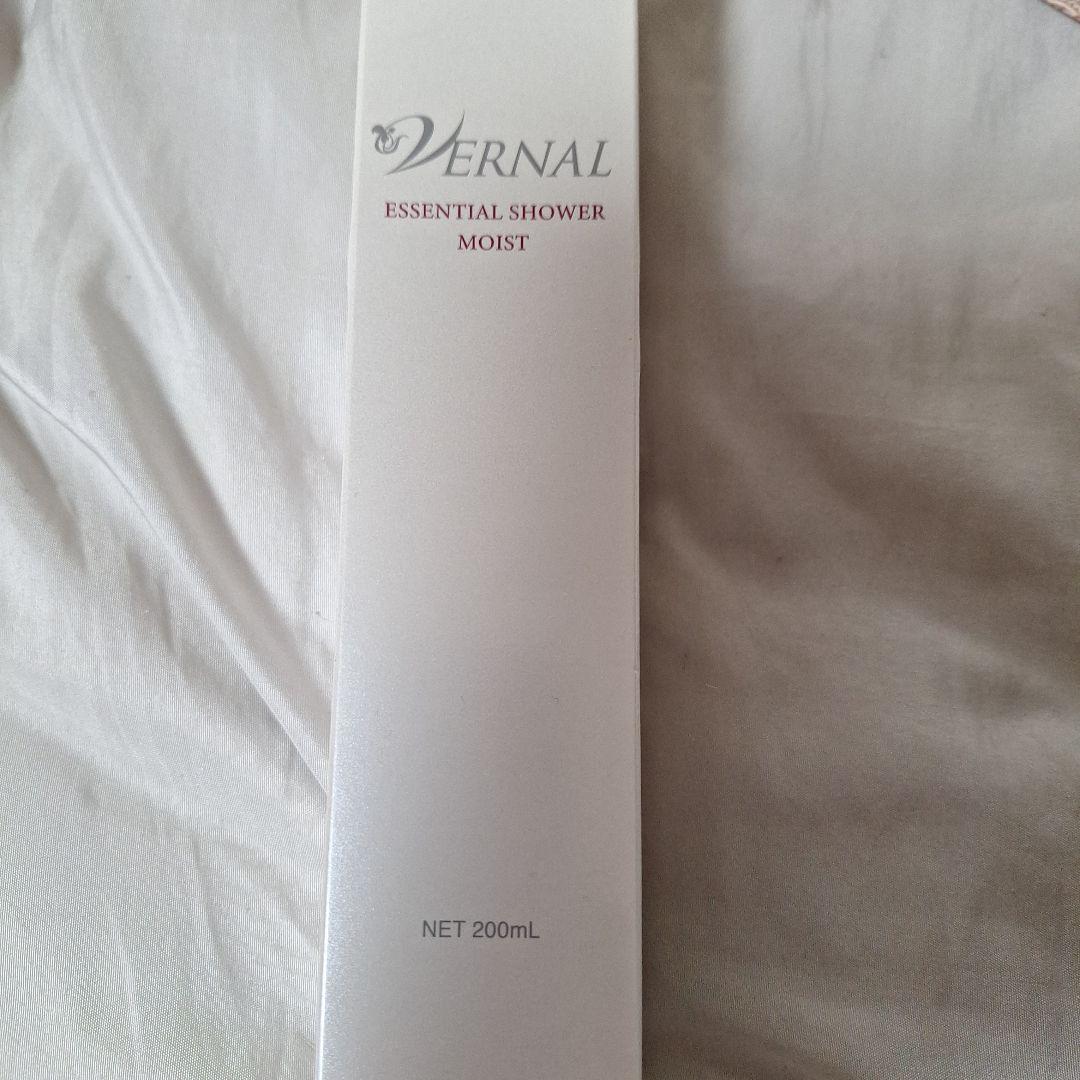 VERNAL
ESSENTIAL SHOWER
MOIST
NET 200mL